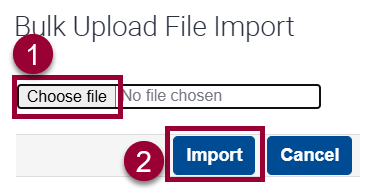 Bulk Upload File Import
1
Choose file No file chosen
2 Import Cancel